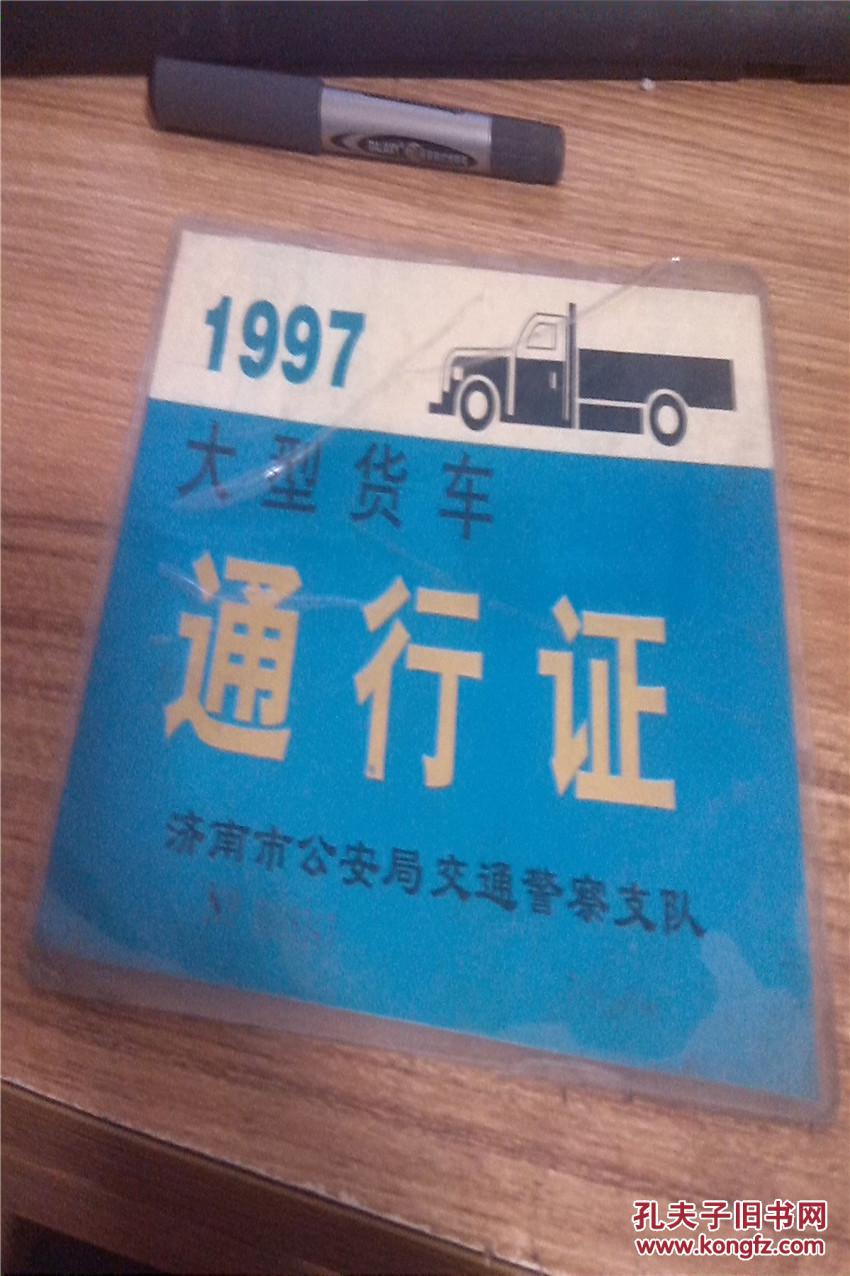 GALAXY
1997
大型货车
通行证
济南市公安局交通警察支队
孔夫子旧书网
www.kongfz.com